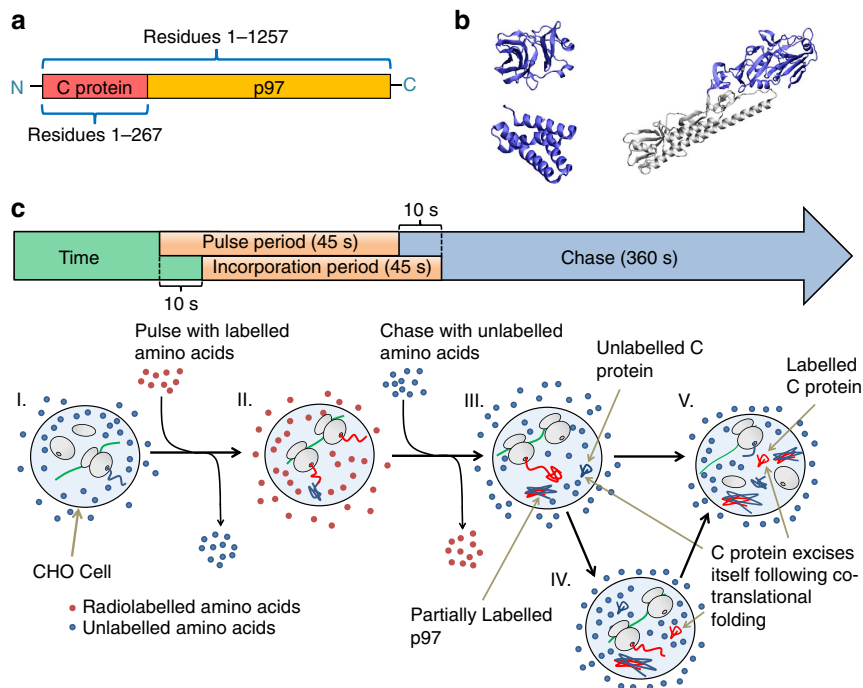 a
Residues 1–1257
N
C protein
p97
C
Residues 1–267
b
c
10 s
Pulse period (45 s)
Time
Incorporation period (45 s)
Chase (360 s)
10 s
Pulse with labelled
amino acids
Chase with unlabelled
amino acids
Unlabelled C
protein
Labelled
C protein
I.
II.
III.
V.
CHO Cell
Radiolabelled amino acids
Unlabelled amino acids
Partially Labelled
p97
IV.
C protein excises
itself following co-
translational
folding